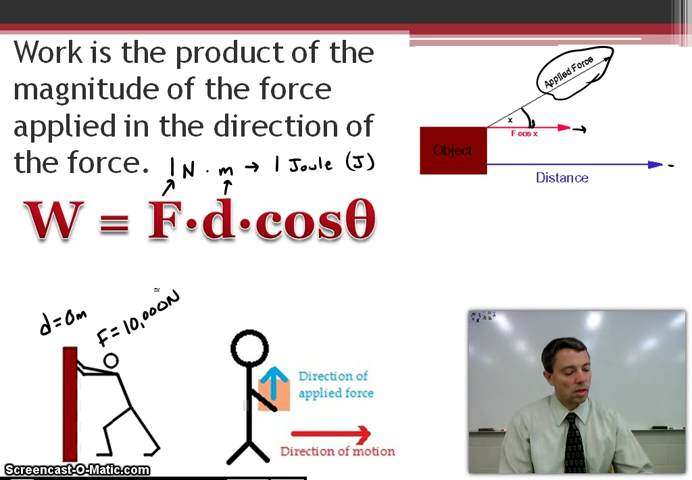 Work is the product of the
magnitude of the force
applied in the direction of
the force. 1 N · m → 1 Joule (J)
W = F·d·cosθ
Applied Force
x
F cos x
Object
Distance
d=0m
F=10,000N
Direction of
applied force
Direction of motion
Screencast-O-Matic.com